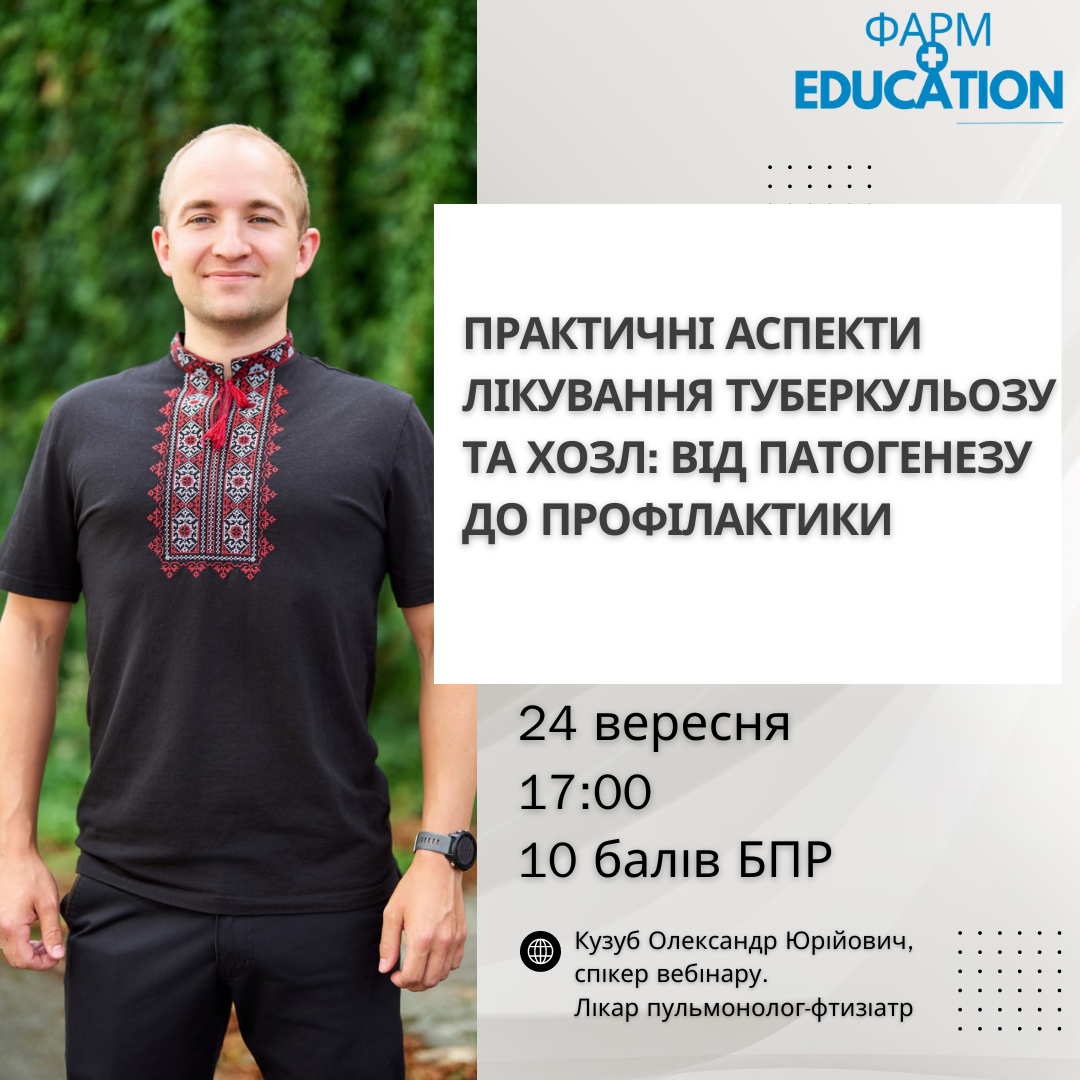 ФАРМ
EDUCATION
ПРАКТИЧНІ АСПЕКТИ
ЛІКУВАННЯ ТУБЕРКУЛЬОЗУ
ТА ХОЗЛ: ВІД ПАТОГЕНЕЗУ
ДО ПРОФІЛАКТИКИ
24 вересня
17:00
10 балів БПР
Кузуб Олександр Юрійович,
спікер вебінару.
Лікар пульмонолог-фтизіатр